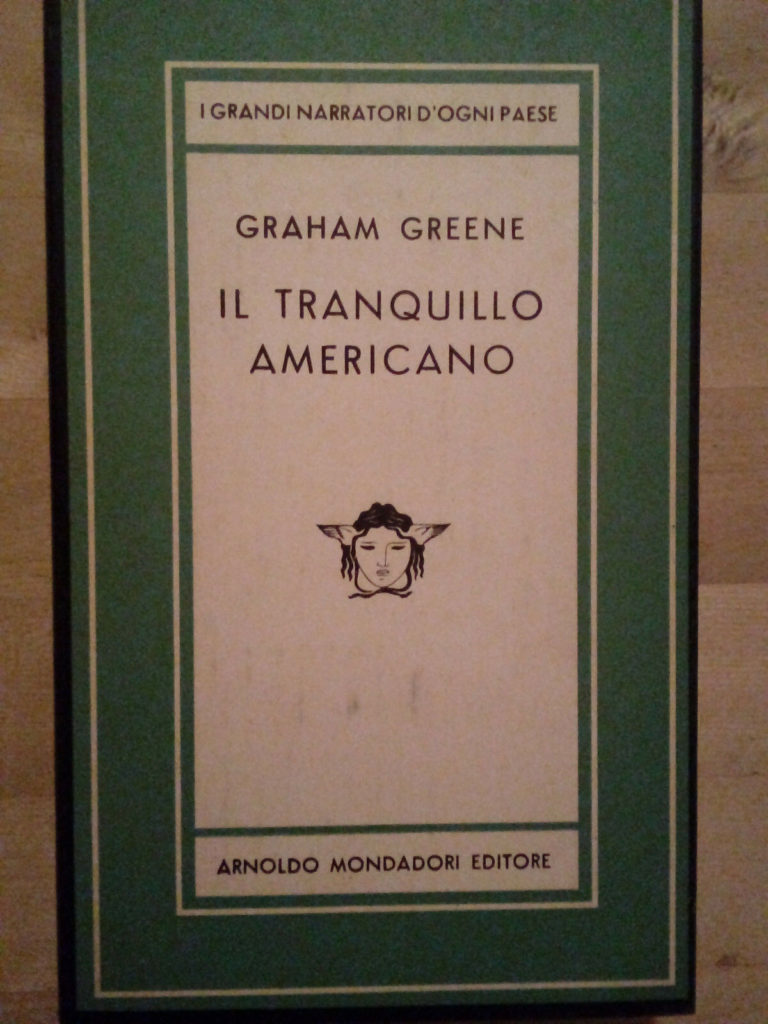 I GRANDI NARRATORI D'OGNI PAESE
GRAHAM GREENE
IL TRANQUILLO
AMERICANO
ARNOLDO MONDADORI EDITORE